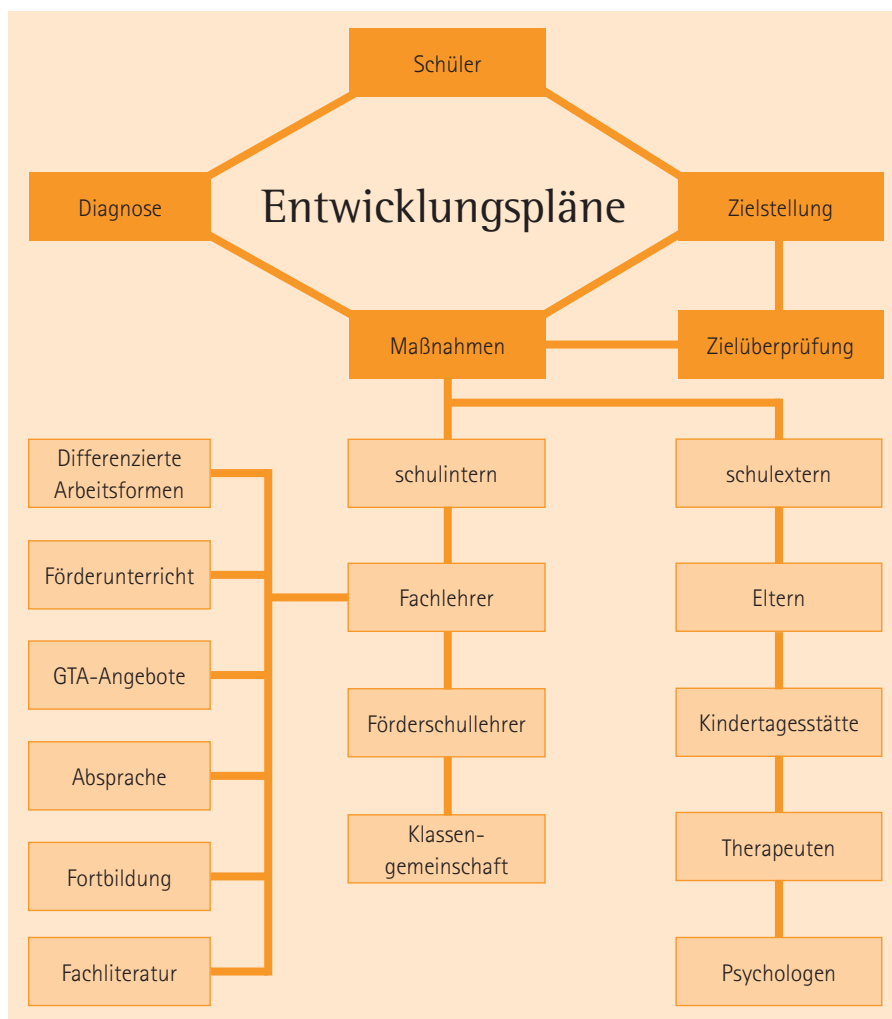 Schüler
Diagnose
Entwicklungspläne
Zielstellung
Maßnahmen
Zielüberprüfung
Differenzierte
Arbeitsformen
schulintern
schulextern
Förderunterricht
Fachlehrer
Eltern
GTA-Angebote
Förderschullehrer
Kindertagesstätte
Absprache
Klassen-
gemeinschaft
Therapeuten
Fortbildung
Fachliteratur
Psychologen